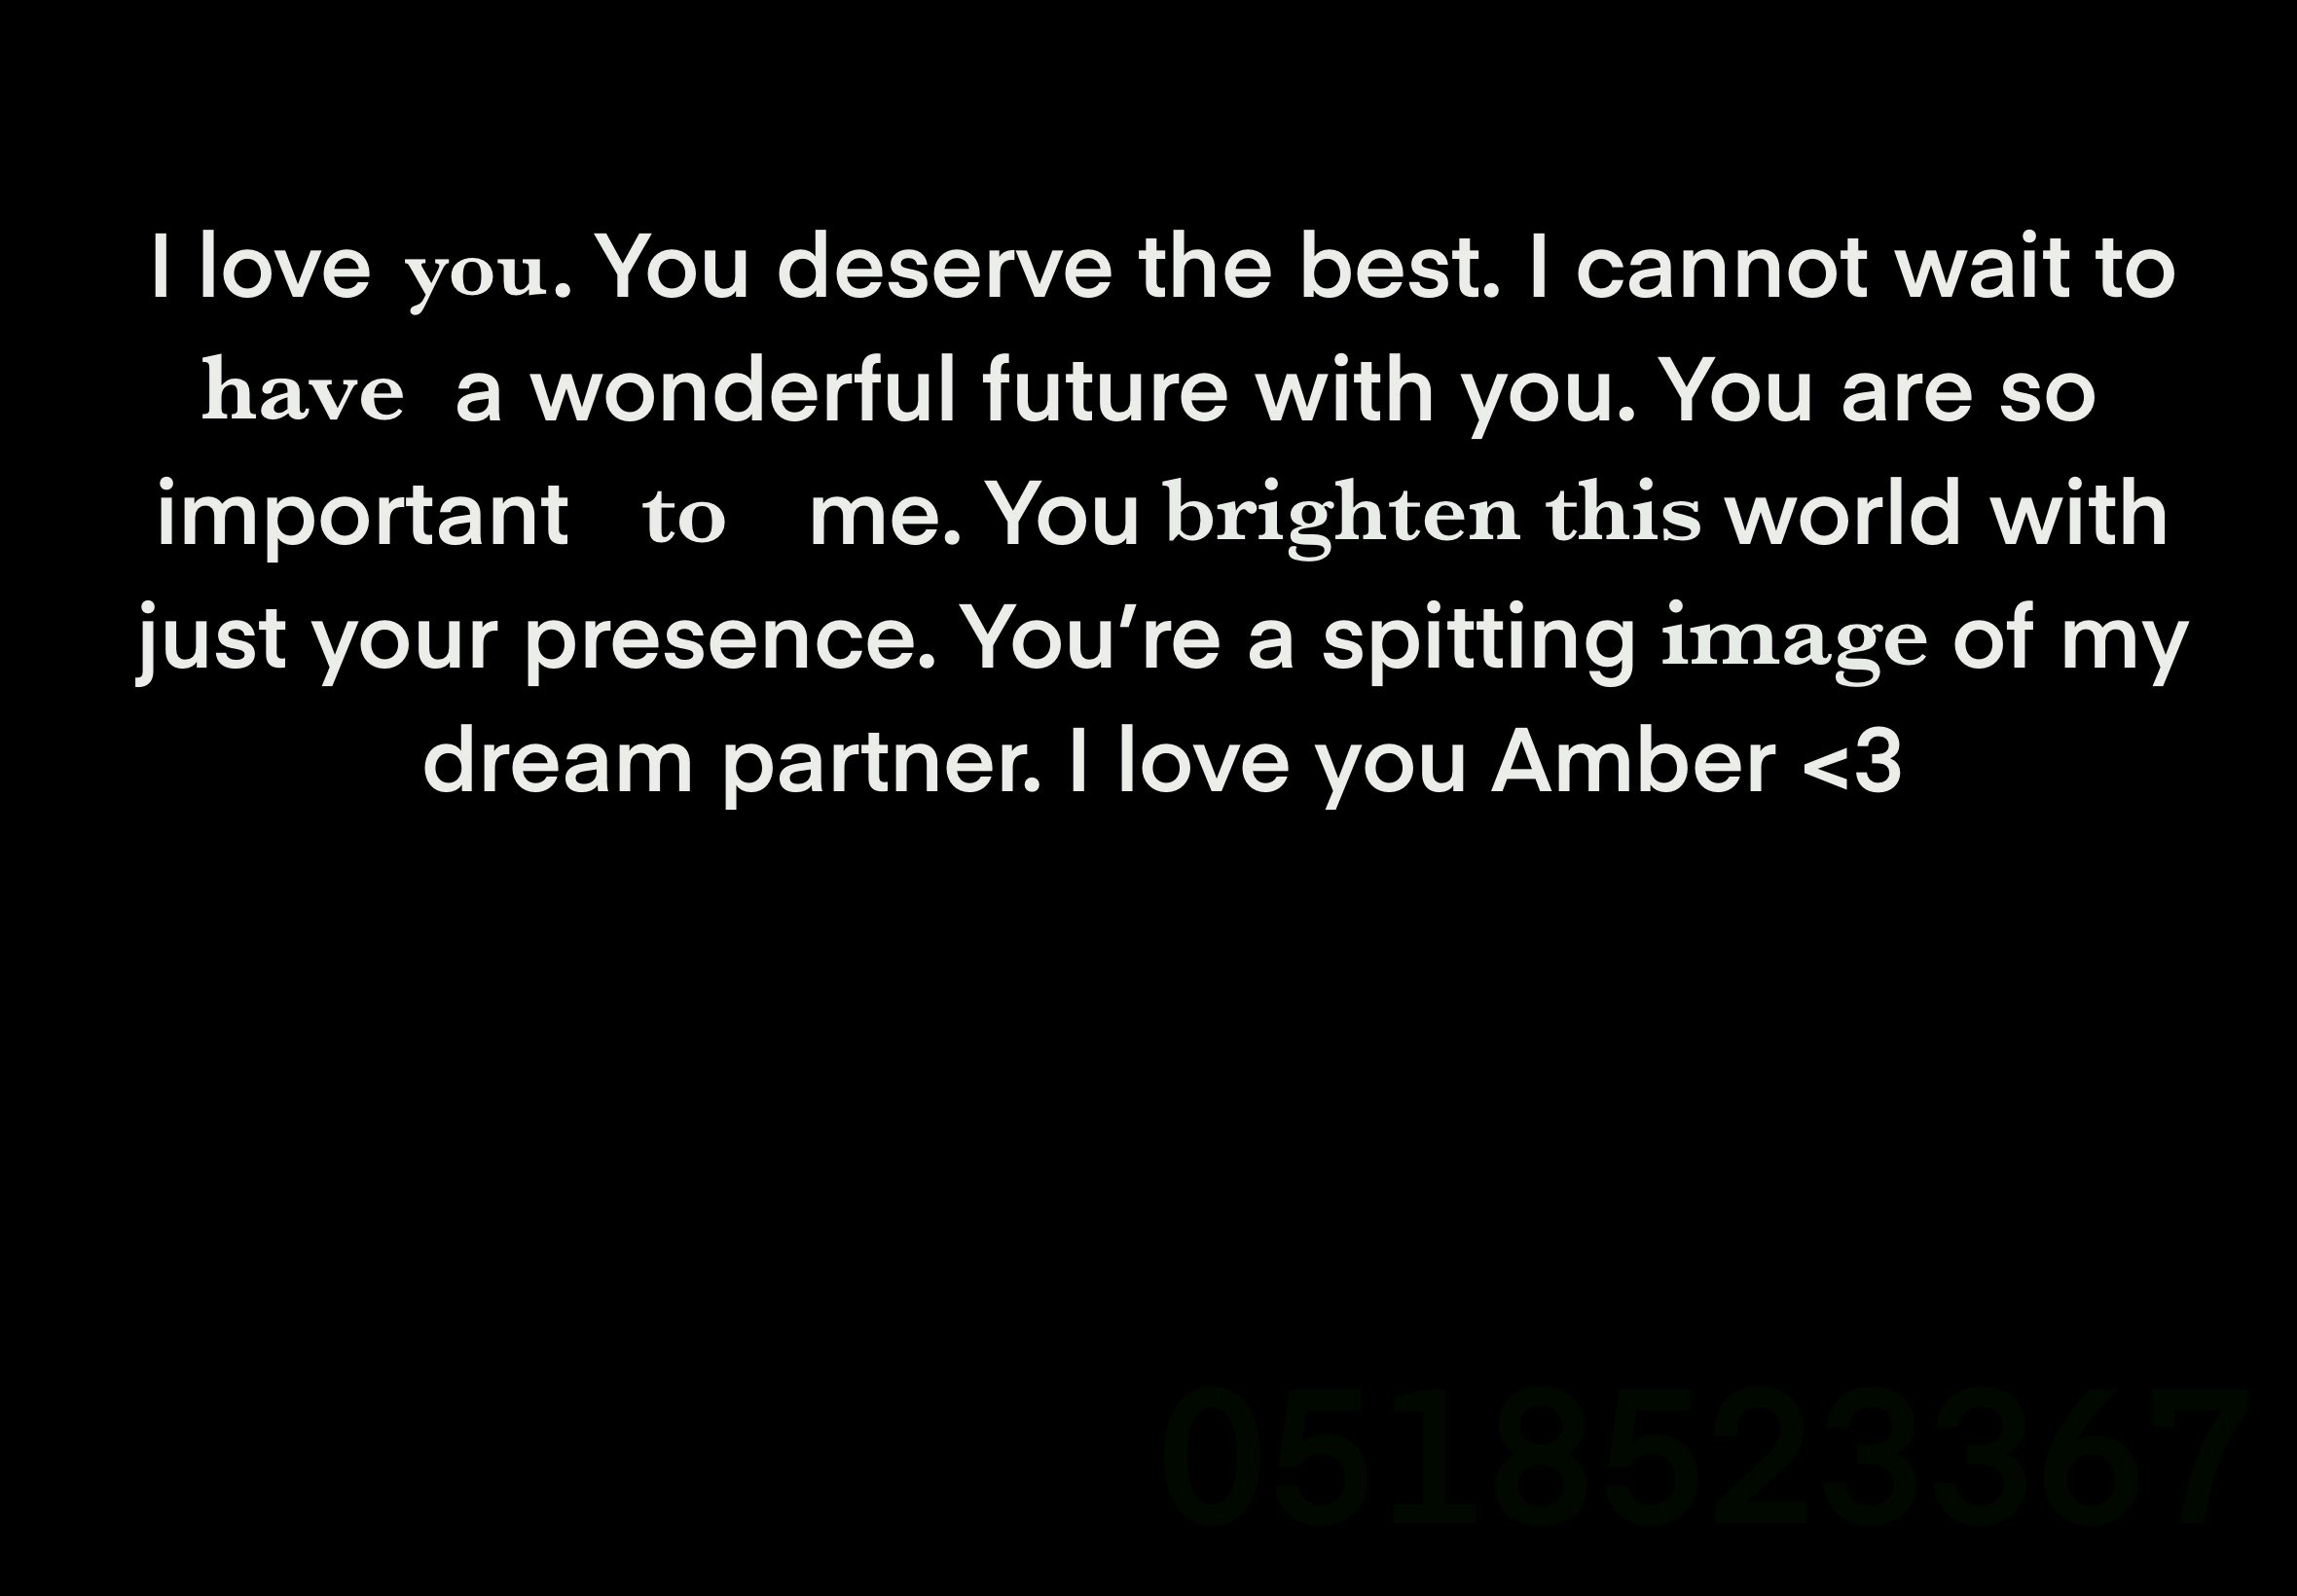 I love you. You deserve the best. I cannot wait to
have a wonderful future with you. You are so
important to me. You brighten this world with
just your presence. You're a spitting image of my
dream partner. I love you Amber <3
0518523367